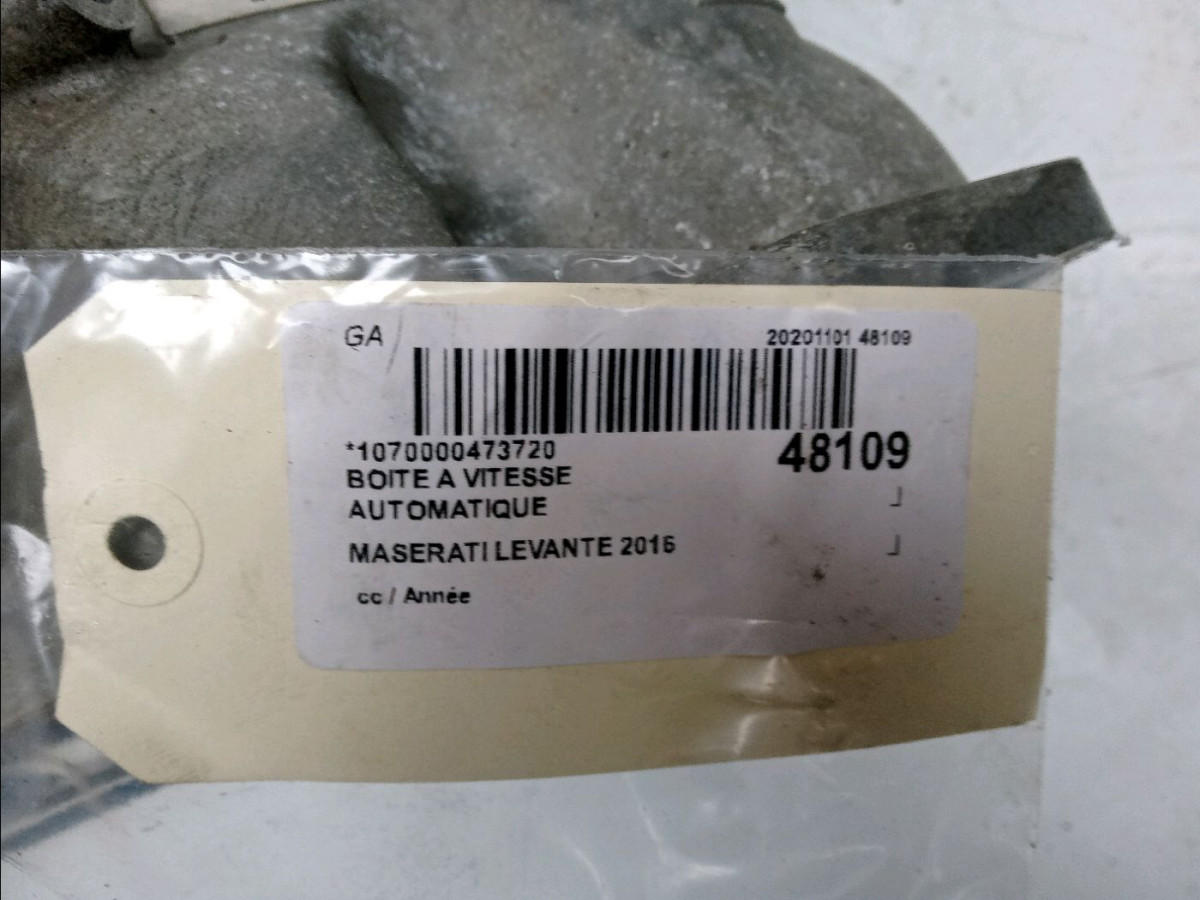 GA
20201101 48109
*1070000473720
48109
BOITE A VITESSE
AUTOMATIQUE
MASERATI LEVANTE 2016
cc / Année